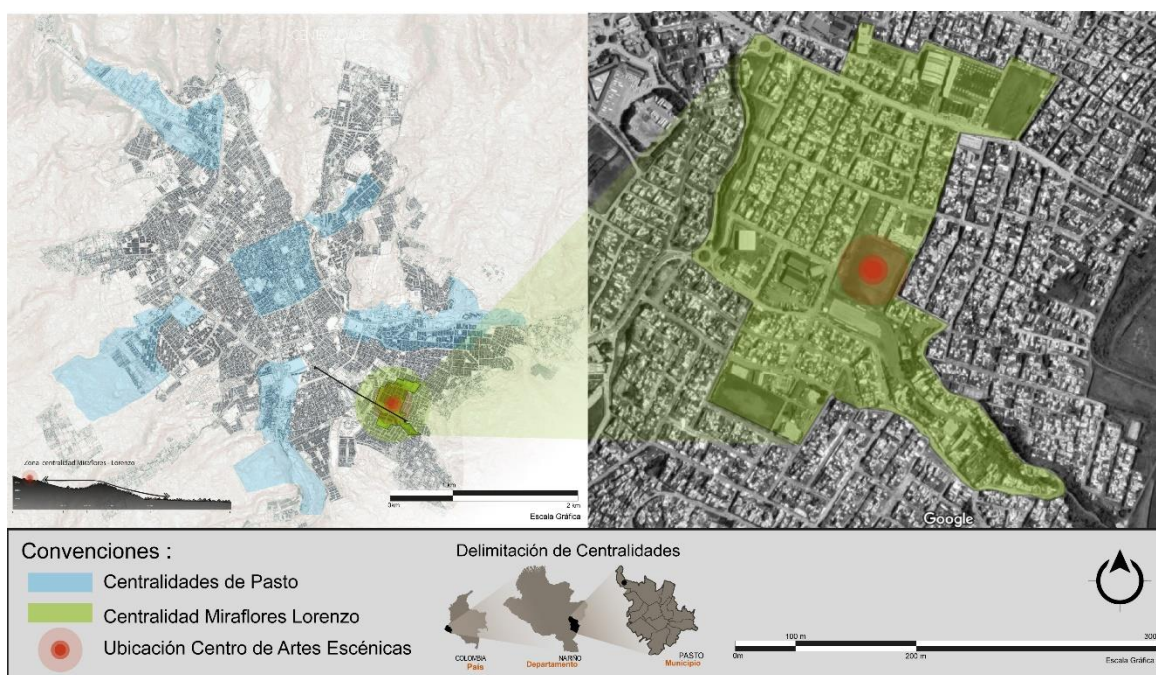 Zona centralidad Miraflores - Lorenzo
2 km
Escala Gráfica
Google
Convenciones :
Centralidades de Pasto
Centralidad Miraflores Lorenzo
Ubicación Centro de Artes Escénicas
Delimitación de Centralidades
COLOMBIA
País
NARIÑO
Departamento
PASTO
Municipio
100 m
300
0m
200 m
Escala Gráfica